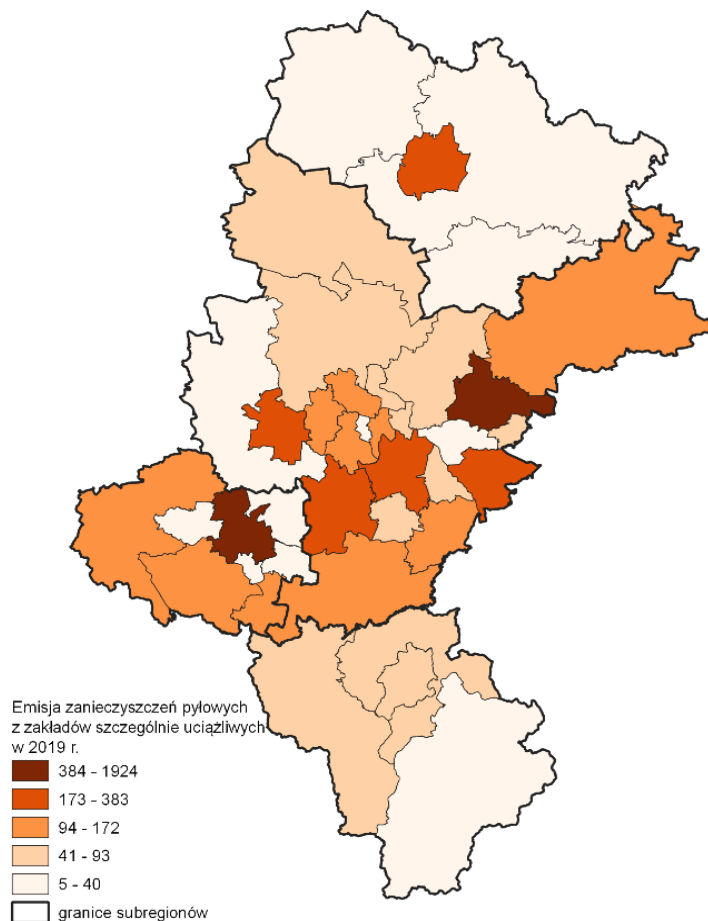 Emisja zanieczyszczeń pyłowych
z zakładów szczególnie uciążliwych
w 2019 r.
384 - 1924
173 - 383
94 - 172
41 - 93
5 - 40
granice subregionów